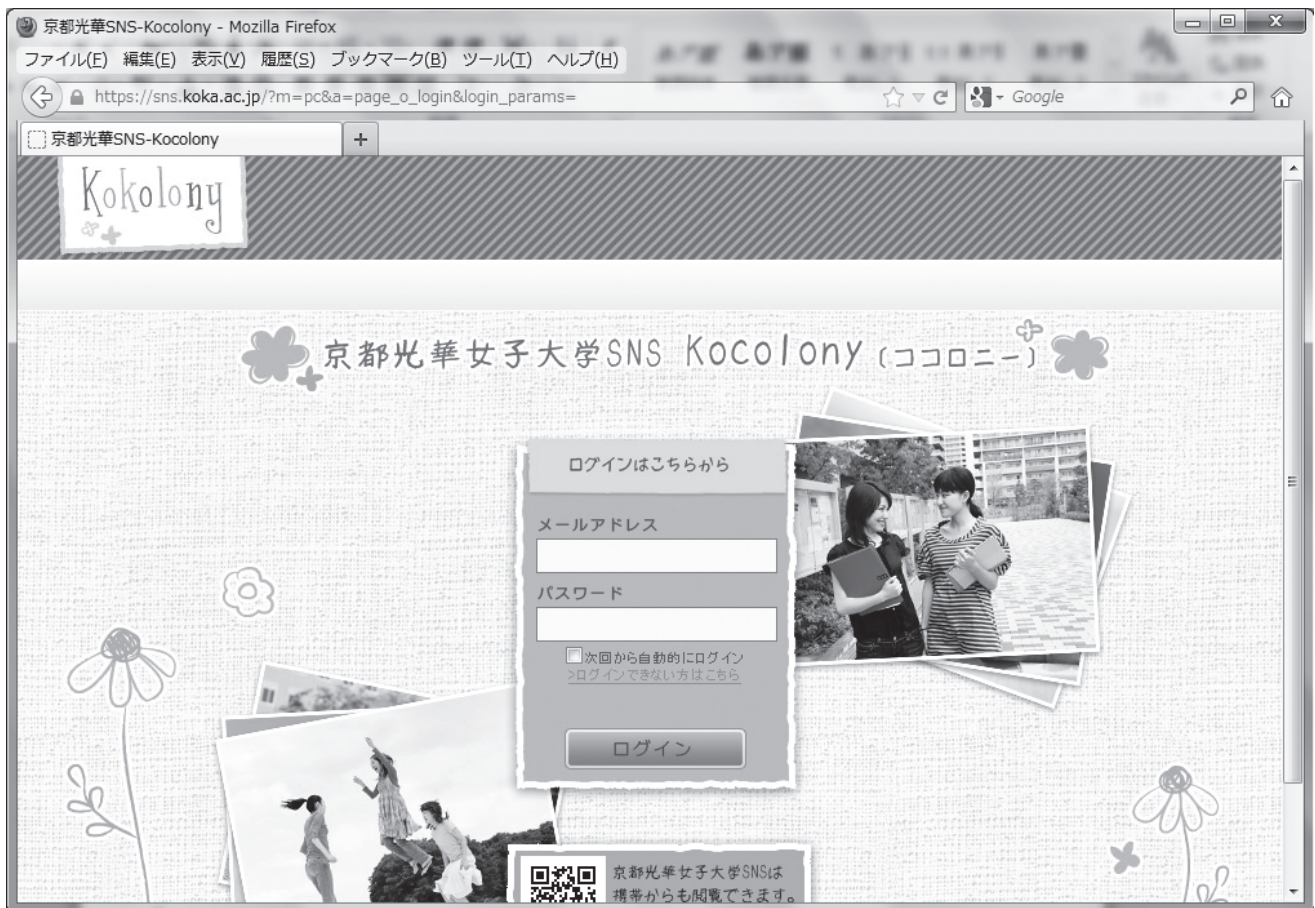 京都光華SNS-Kocolony - Mozilla Firefox
ファイル(F) 編集(E) 表示(V) 履歴(S) ブックマーク(B) ツール(T) ヘルプ(H)
https://sns.koka.ac.jp/?m=pc&a=page_o_login&login_params=
Google
京都光華SNS-Kocolony
Kokolony
京都光華女子大学SNS Kocolony (ココロニー)
ログインはこちらから
メールアドレス
パスワード
次回から自動的にログイン
>ログインできない方はこちら
ログイン
京都光華女子大学SNSは
携帯からも閲覧できます。